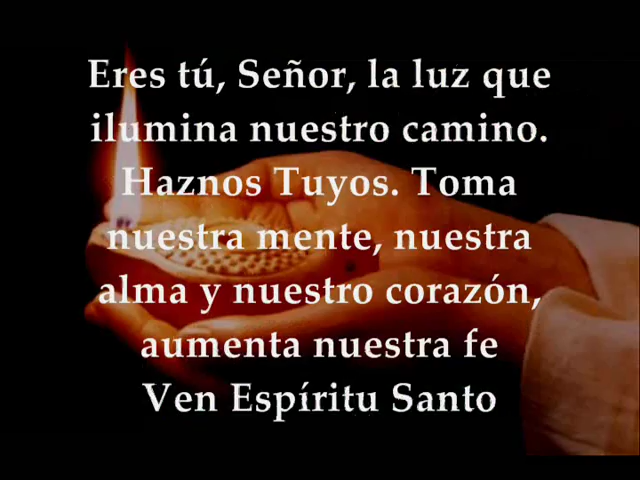 Eres tú, Señor, la luz que
ilumina nuestro camino.
Haznos Tuyos. Toma
nuestra mente, nuestra
alma y nuestro corazón,
aumenta nuestra fe
Ven Espíritu Santo